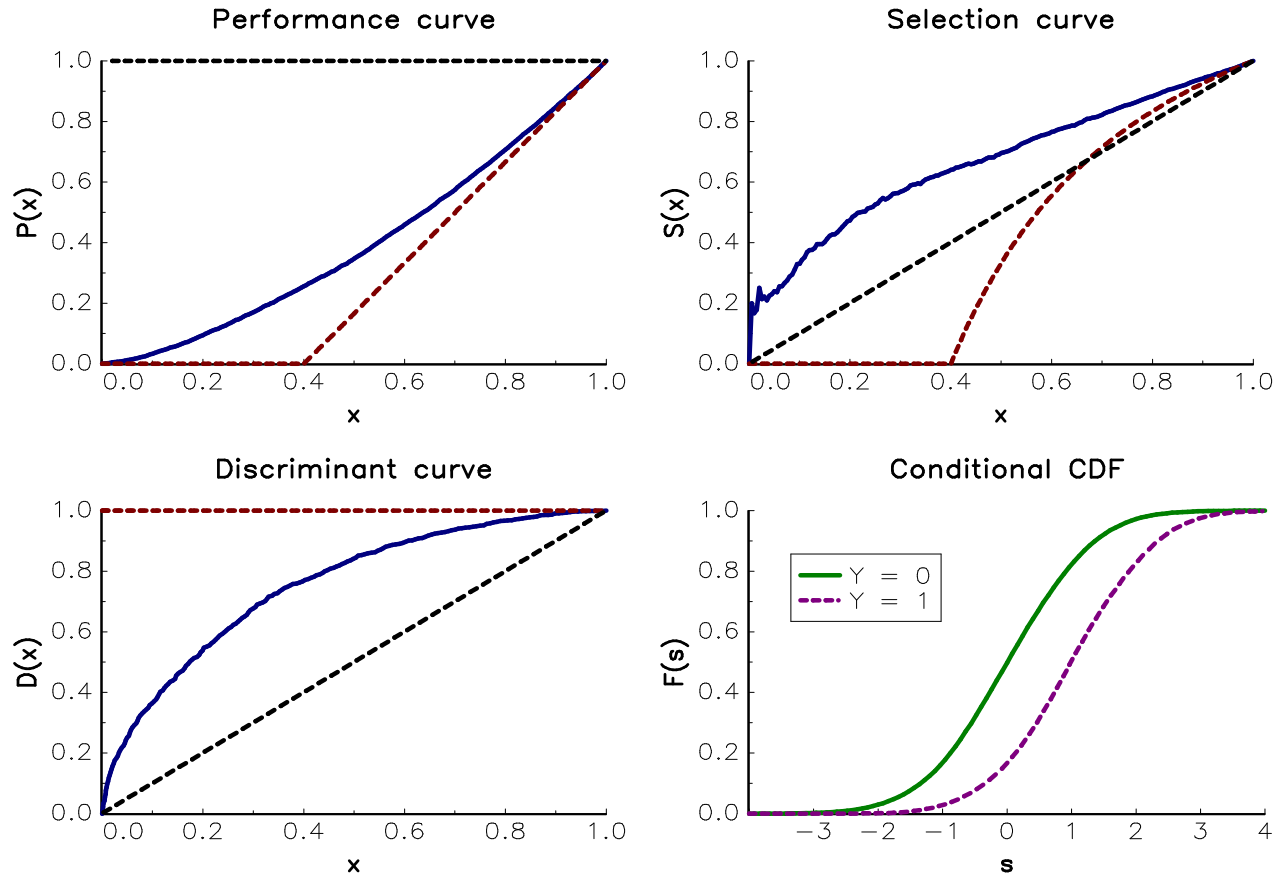 Performance curve
1.0
0.8
0.6
0.4
0.2
0.0
P(x)
0.0 0.2 0.4 0.6 0.8 1.0
x
Selection curve
1.0
0.8
0.6
0.4
0.2
0.0
S(x)
0.0 0.2 0.4 0.6 0.8 1.0
x
Discriminant curve
1.0
0.8
0.6
0.4
0.2
0.0
D(x)
0.0 0.2 0.4 0.6 0.8 1.0
x
Conditional CDF
1.0
0.8
0.6
0.4
0.2
0.0
F(s)
Y = 0
Y = 1
−3 −2 −1 0 1 2 3 4
s